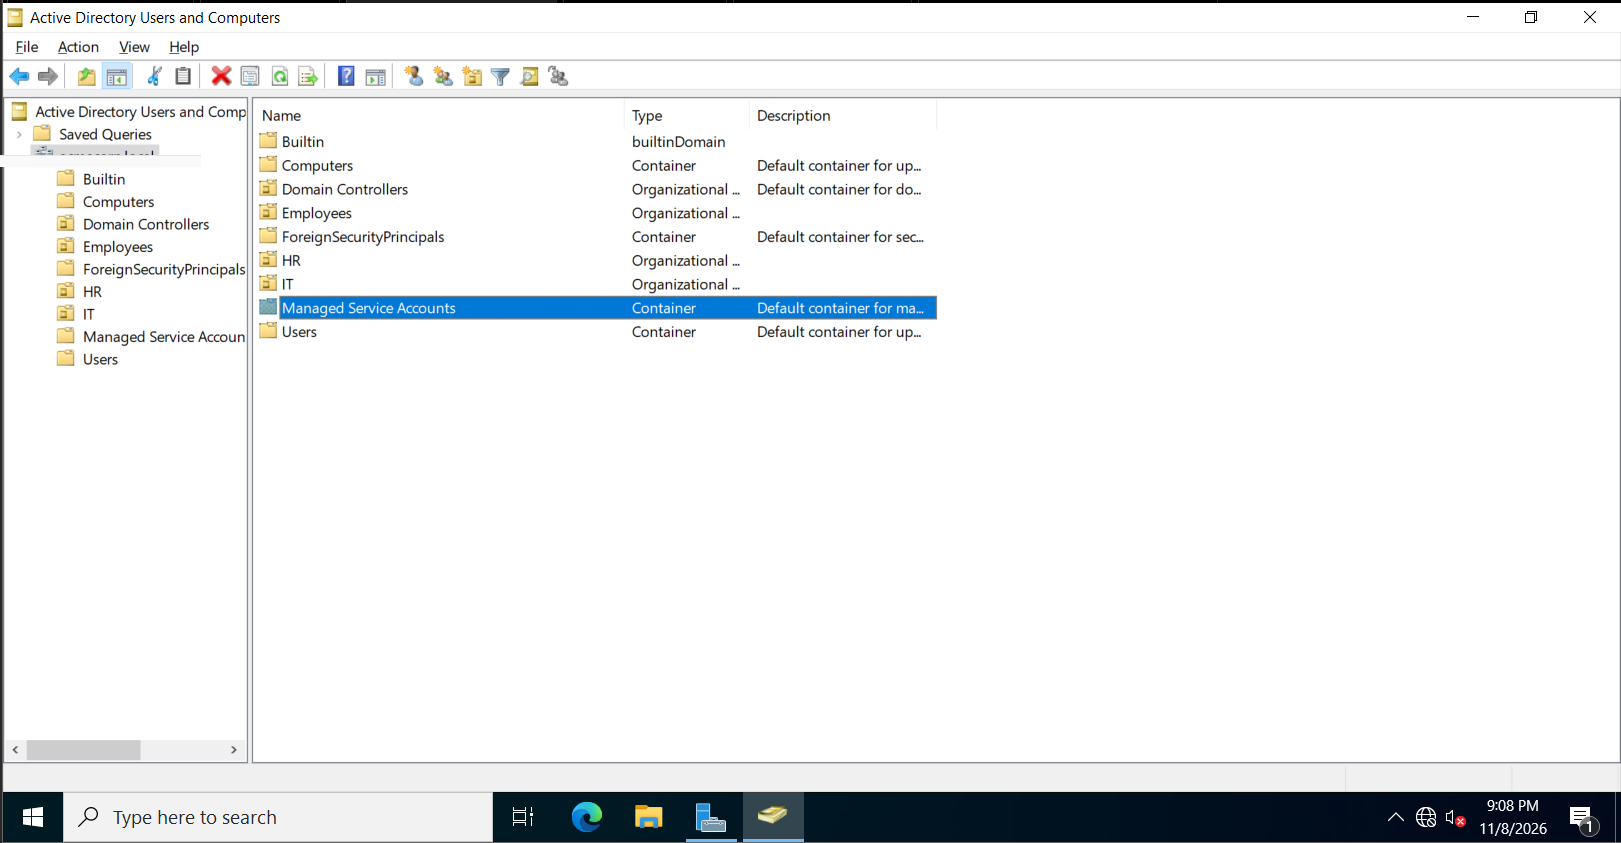 Active Directory Users and Computers
File Action View Help
Active Directory Users and Comp
Saved Queries
Builtin
Computers
Domain Controllers
Employees
ForeignSecurityPrincipals
HR
IT
Managed Service Accoun
Users
Name Type Description
Builtin builtinDomain
Computers Container Default container for up...
Domain Controllers Organizational ... Default container for do...
Employees Organizational ...
ForeignSecurityPrincipals Container Default container for sec...
HR Organizational ...
IT Organizational ...
Managed Service Accounts Container Default container for ma...
Users Container Default container for up...
Type here to search
9:08 PM
11/8/2026
1